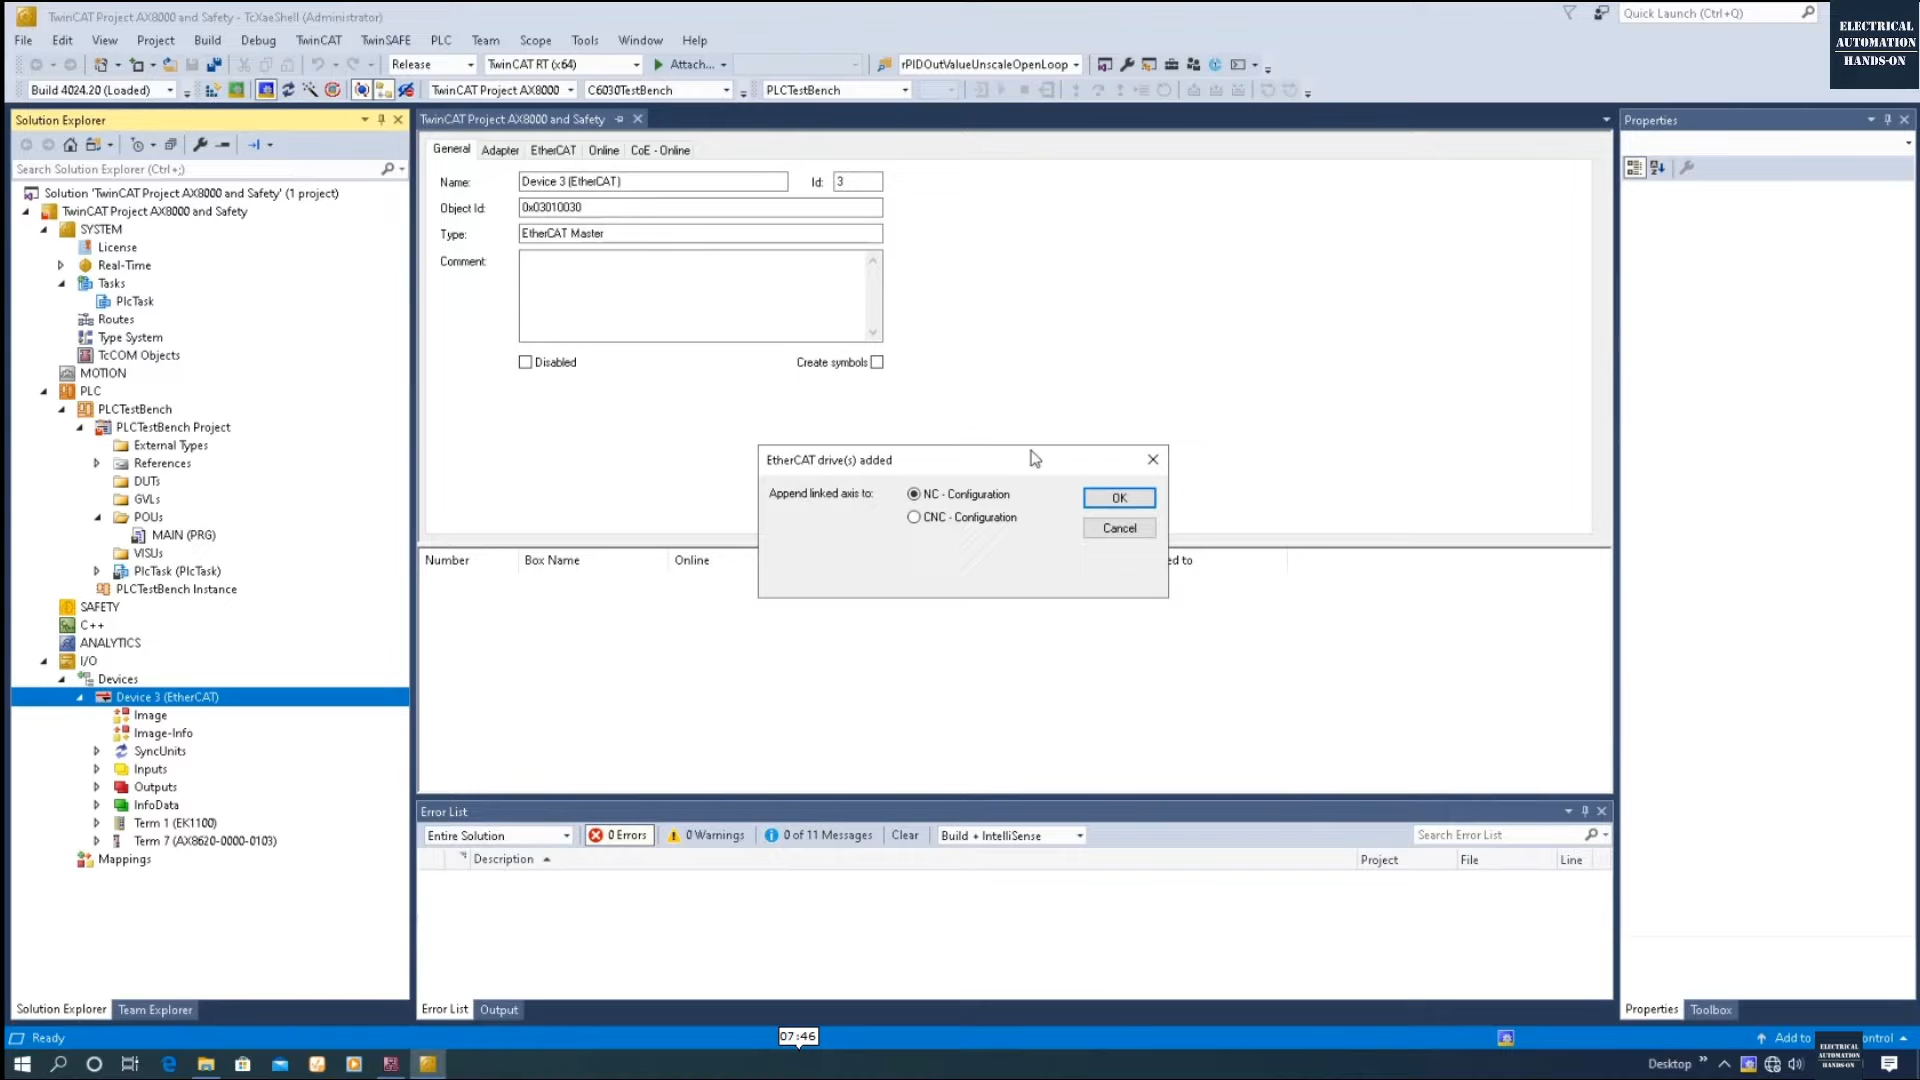 TwinCAT Project AX8000 and Safety - TcXaeShell (Administrator)
Quick Launch (Ctrl+Q)
ELECTRICAL
AUTOMATION
HANDS-ON
File Edit View Project Build Debug TwinCAT TwinSAFE PLC Team Scope Tools Window Help
Release TwinCAT RT (x64) Attach... rPIDOutValueUnscaleOpenLoop
Build 4024.20 (Loaded) TwinCAT Project AX8000 C6030TestBench PLCTestBench
Solution Explorer
Search Solution Explorer (Ctrl+;)
Solution 'TwinCAT Project AX8000 and Safety' (1 project)
TwinCAT Project AX8000 and Safety
SYSTEM
License
Real-Time
Tasks
PlcTask
Routes
Type System
TcCOM Objects
MOTION
PLC
PLCTestBench
PLCTestBench Project
External Types
References
DUTs
GVLs
POUs
MAIN (PRG)
VISUs
PlcTask (PlcTask)
PLCTestBench Instance
SAFETY
C++
ANALYTICS
I/O
Devices
Device 3 (EtherCAT)
Image
Image-Info
SyncUnits
Inputs
Outputs
InfoData
Term 1 (EK1100)
Term 7 (AX8620-0000-0103)
Mappings
Solution Explorer Team Explorer
TwinCAT Project AX8000 and Safety
General Adapter EtherCAT Online CoE - Online
Name: Device 3 (EtherCAT) Id: 3
Object Id: 0x03010030
Type: EtherCAT Master
Comment:
Disabled Create symbols
EtherCAT drive(s) added
Append linked axis to: NC - Configuration OK
CNC - Configuration Cancel
Number Box Name Online ed to
Error List
Entire Solution 0 Errors 0 Warnings 0 of 11 Messages Clear Build + IntelliSense Search Error List
Description Project File Line
Error List Output
Properties
Properties Toolbox
Ready 07:46 Add to ontrol
Desktop
ELECTRICAL
AUTOMATION
HANDS-ON